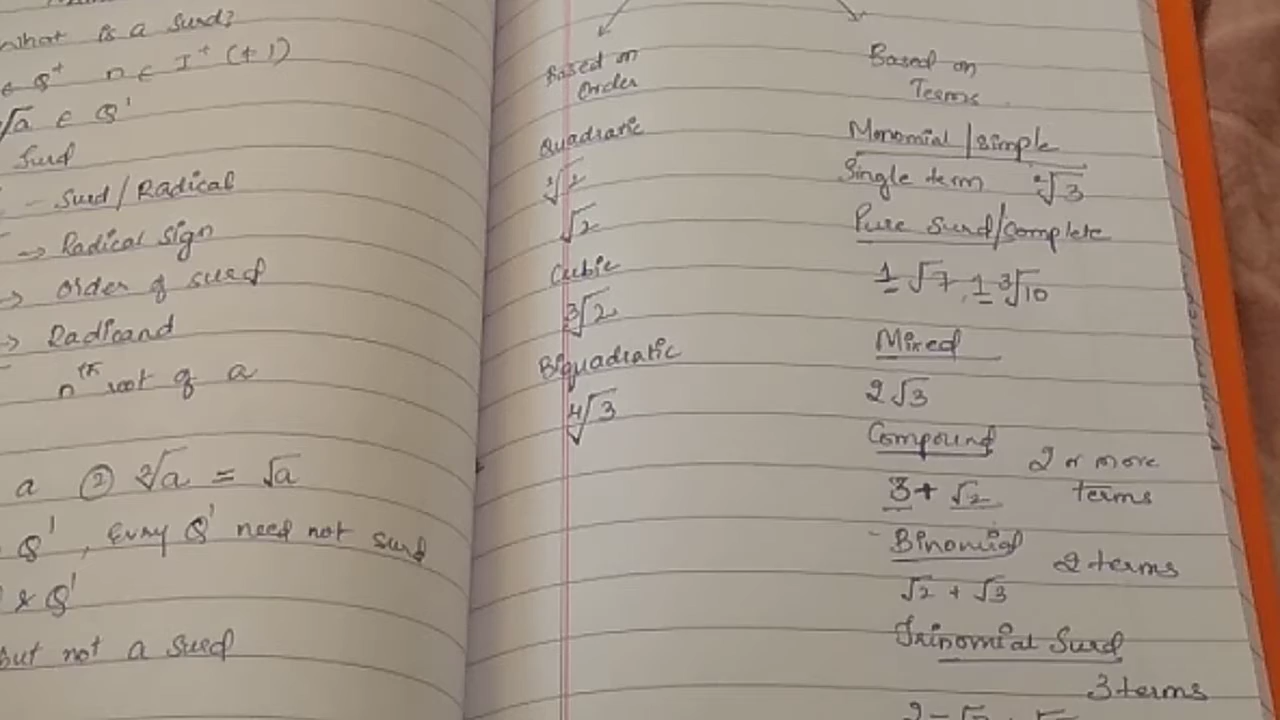 What is a Surd?
∈ Q⁺ n ∈ I⁺ (≠ 1)
√a ∈ Q'
Surd
- Surd / Radical
→ Radical sign
→ Order of surd
→ Radicand
nᵗʰ root of a
a ② ²√a = √a
Q' , Every Q' need not surd
& Q'
but not a surd
Based on
Order
Quadratic
²√2
√2
Cubic
³√2
Biquadratic
⁴√3
Based on
Terms
Monomial / simple
Single term ²√3
Pure Surd / complete
1 √7 , 1 ³√10
Mixed
2√3
Compound
2 or more
3 + √2 terms
- Binomial
2 terms
√2 + √3
Trinomial Surd
3 terms